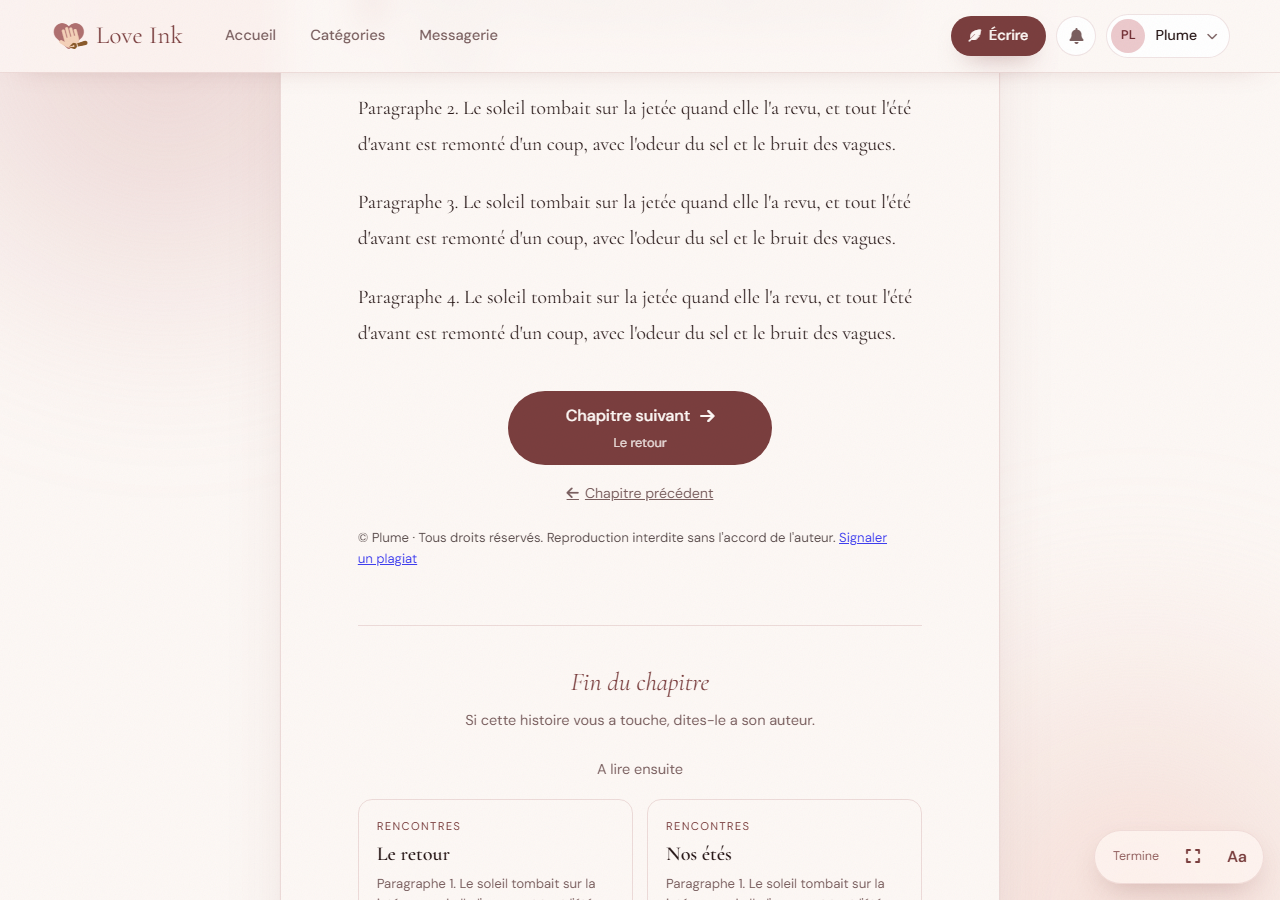 Love Ink
Accueil
Catégories
Messagerie
Écrire
PL
Plume
Paragraphe 2. Le soleil tombait sur la jetée quand elle l'a revu, et tout l'été
d'avant est remonté d'un coup, avec l'odeur du sel et le bruit des vagues.
Paragraphe 3. Le soleil tombait sur la jetée quand elle l'a revu, et tout l'été
d'avant est remonté d'un coup, avec l'odeur du sel et le bruit des vagues.
Paragraphe 4. Le soleil tombait sur la jetée quand elle l'a revu, et tout l'été
d'avant est remonté d'un coup, avec l'odeur du sel et le bruit des vagues.
Chapitre suivant →
Le retour
← Chapitre précédent
© Plume · Tous droits réservés. Reproduction interdite sans l'accord de l'auteur. Signaler
un plagiat
Fin du chapitre
Si cette histoire vous a touche, dites-le a son auteur.
A lire ensuite
RENCONTRES
Le retour
Paragraphe 1. Le soleil tombait sur la
RENCONTRES
Nos étés
Paragraphe 1. Le soleil tombait sur la
Termine
Aa